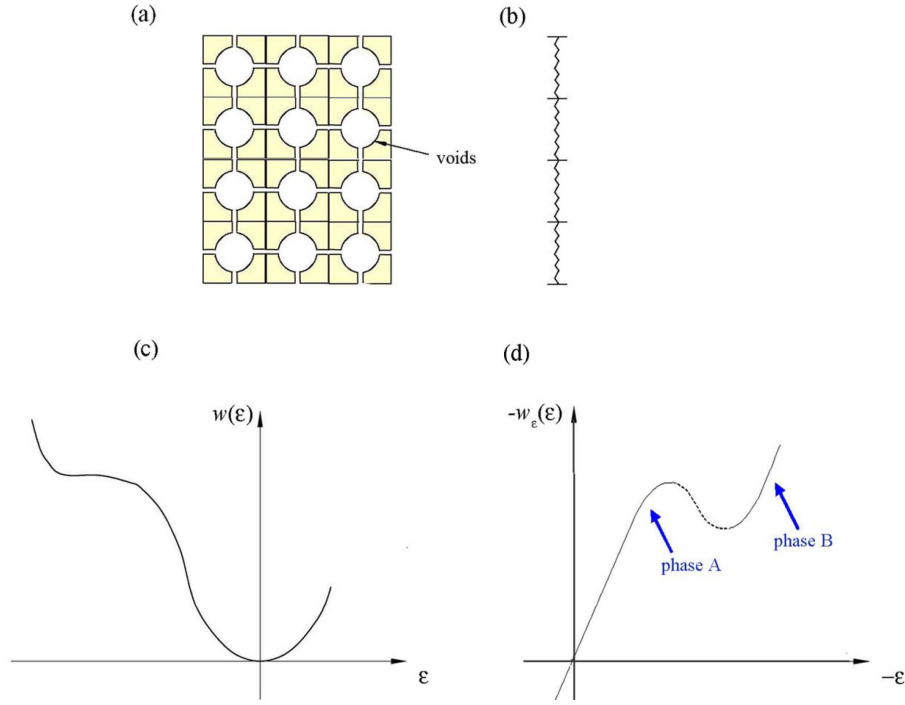 (a)
(b)
voids
(c)
(d)
w(ε)
ε
-w_ε(ε)
phase A
phase B
−ε